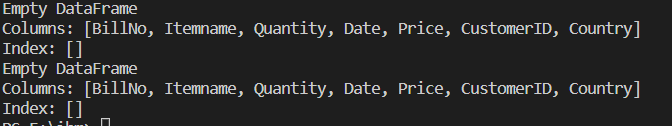 Empty DataFrame
Columns: [BillNo, Itemname, Quantity, Date, Price, CustomerID, Country]
Index: []
Empty DataFrame
Columns: [BillNo, Itemname, Quantity, Date, Price, CustomerID, Country]
Index: []